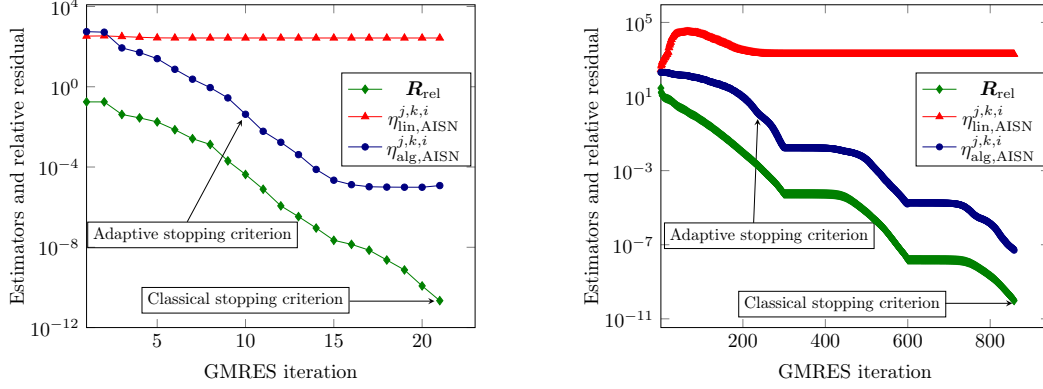 Estimators and relative residual
10^4
10^0
10^{-4}
10^{-8}
10^{-12}
R_rel
η^{j,k,i}_{lin,AISN}
η^{j,k,i}_{alg,AISN}
Adaptive stopping criterion
Classical stopping criterion
5 10 15 20
GMRES iteration
Estimators and relative residual
10^5
10^1
10^{-3}
10^{-7}
10^{-11}
R_rel
η^{j,k,i}_{lin,AISN}
η^{j,k,i}_{alg,AISN}
Adaptive stopping criterion
Classical stopping criterion
200 400 600 800
GMRES iteration